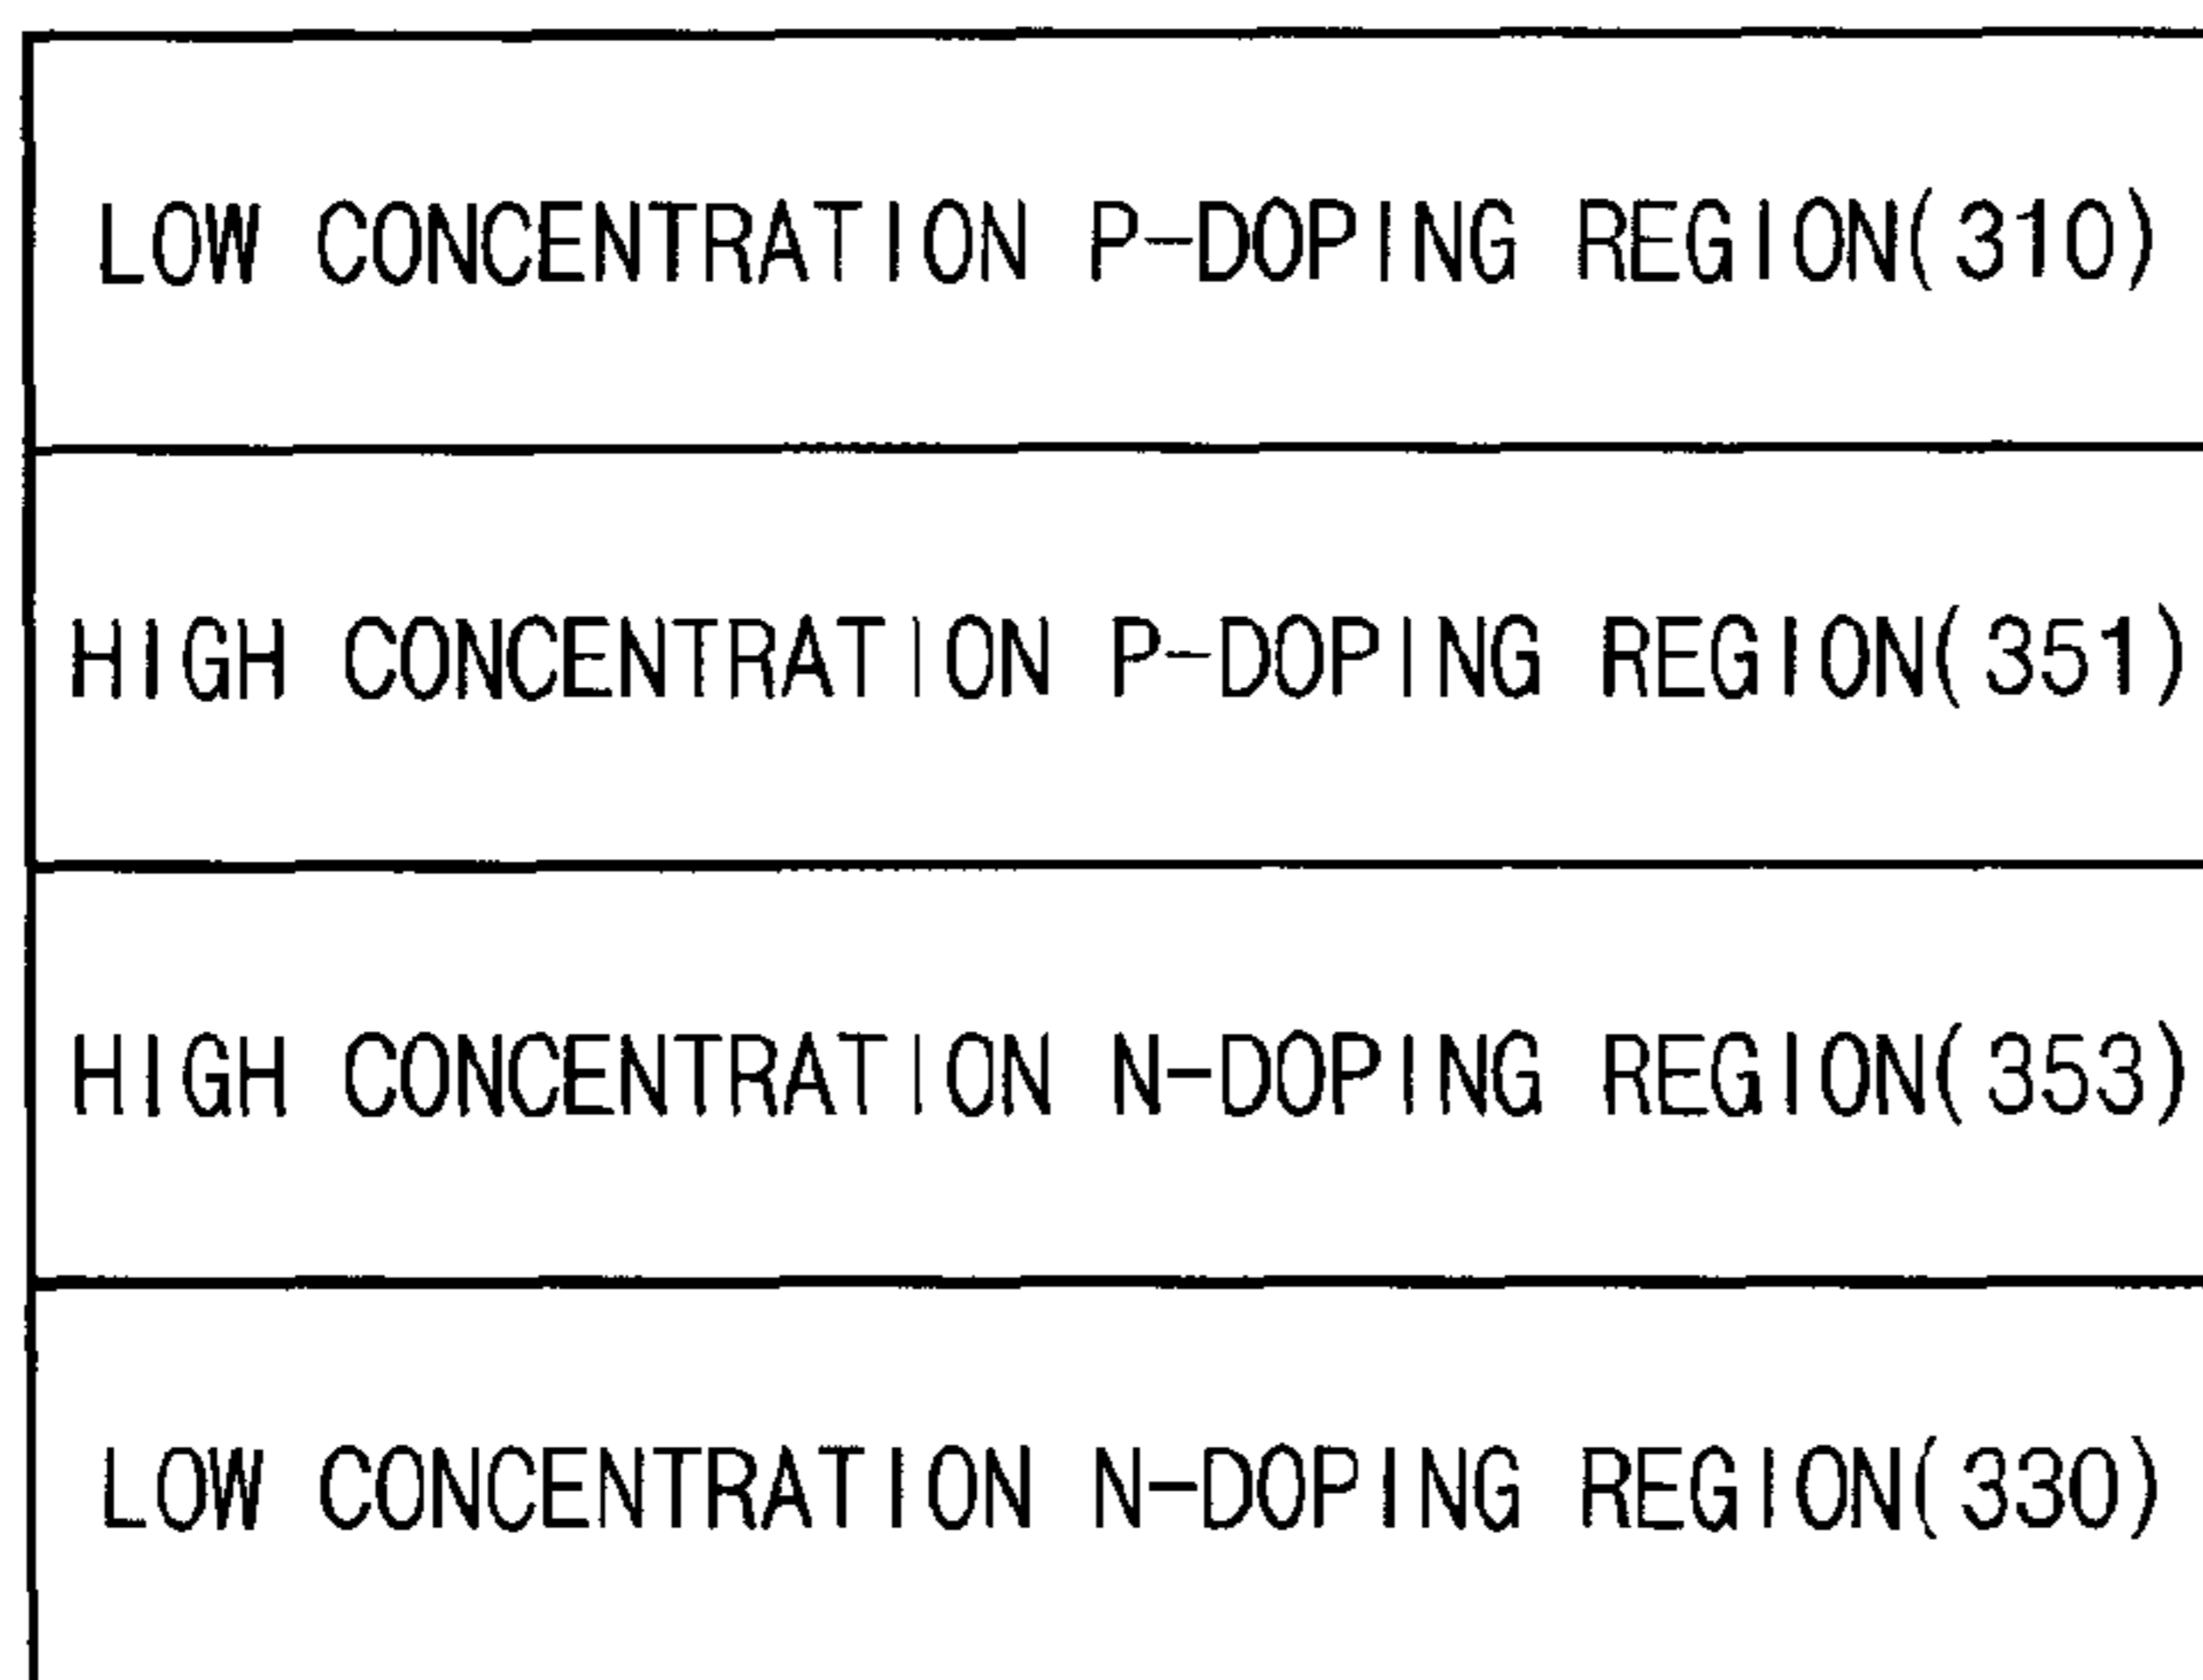 LOW CONCENTRATION P-DOPING REGION(310)
HIGH CONCENTRATION P-DOPING REGION(351)
HIGH CONCENTRATION N-DOPING REGION(353)
LOW CONCENTRATION N-DOPING REGION(330)